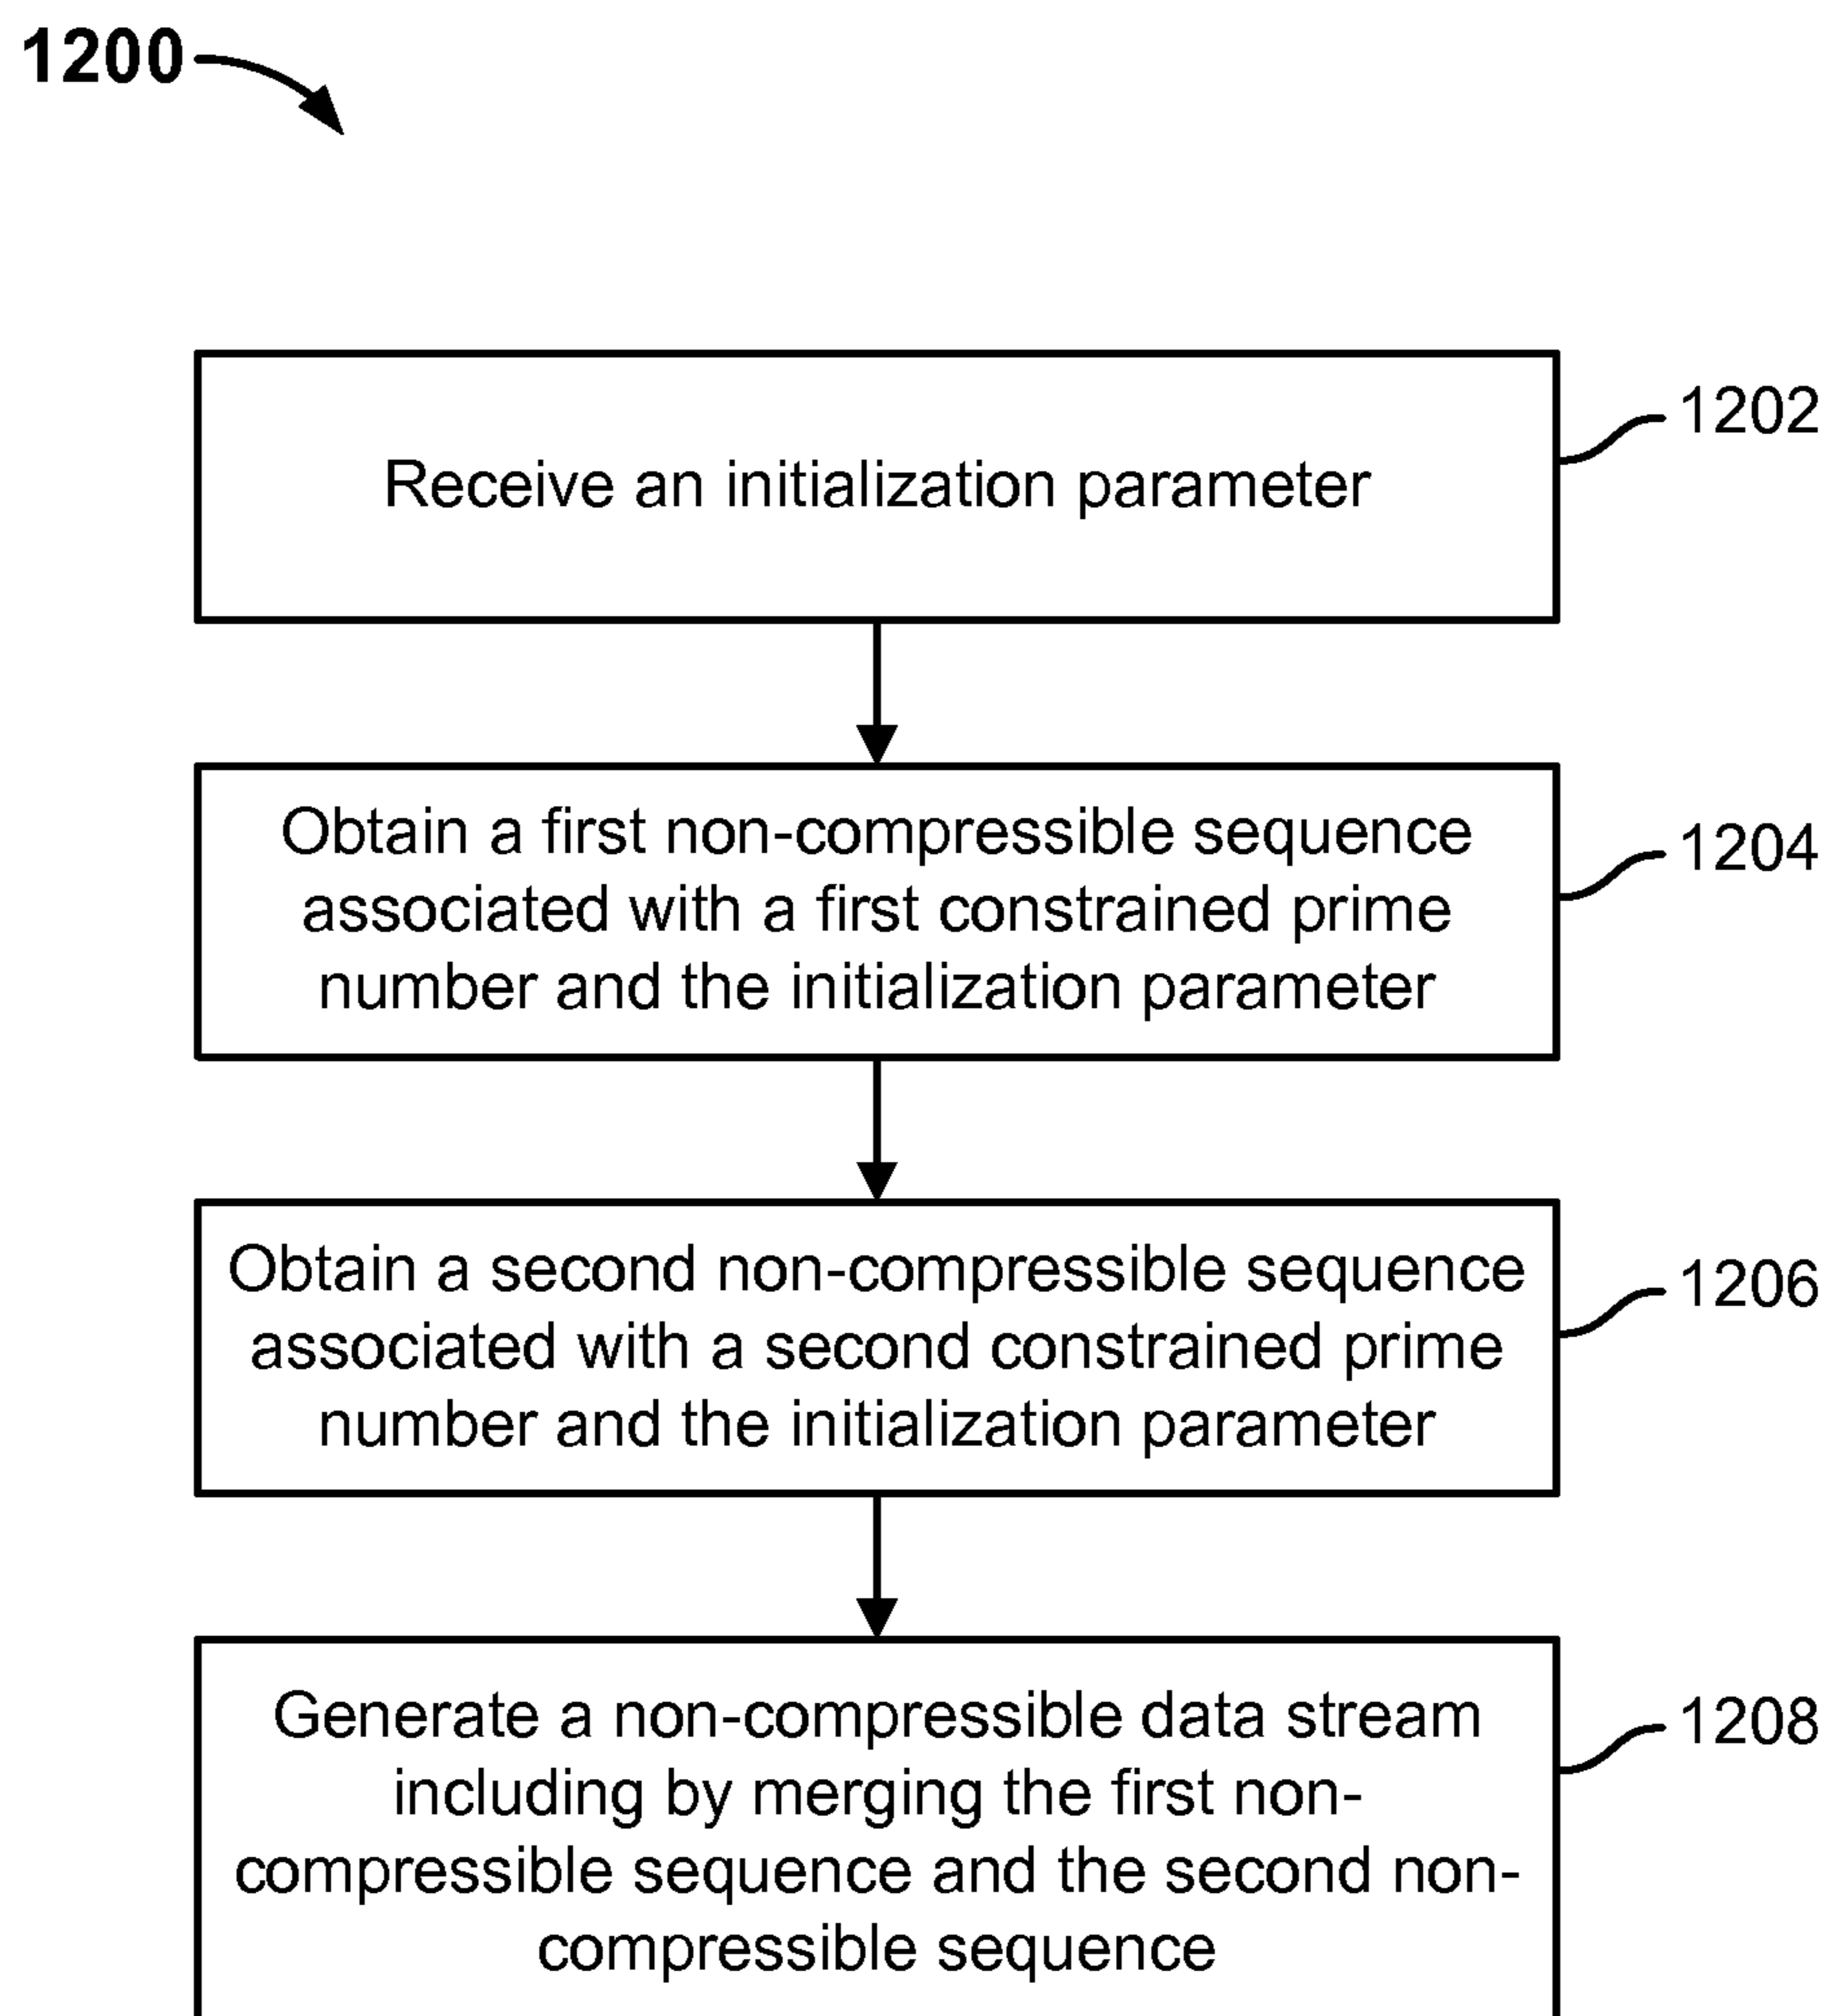 1200
Receive an initialization parameter
1202
Obtain a first non-compressible sequence
associated with a first constrained prime
number and the initialization parameter
1204
Obtain a second non-compressible sequence
associated with a second constrained prime
number and the initialization parameter
1206
Generate a non-compressible data stream
including by merging the first non-
compressible sequence and the second non-
compressible sequence
1208